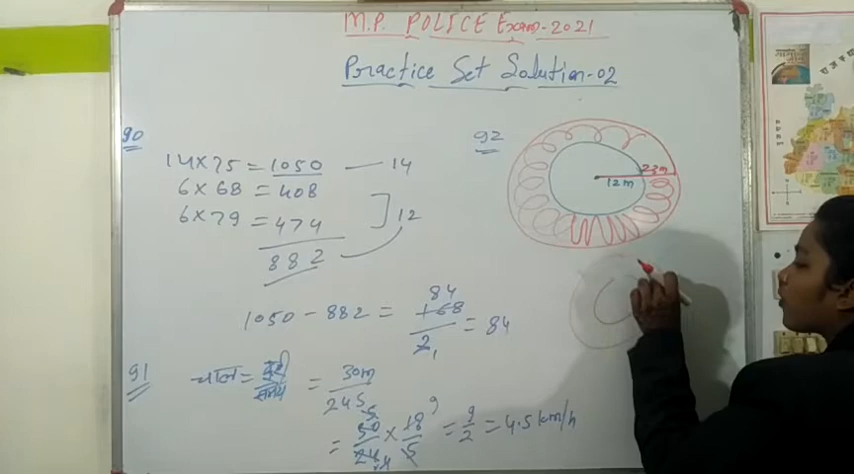 M.P. POLICE Exam-2021
Practice Set Solution-02
90
14×75 = 1050 — 14
6×68 = 408
6×79 = 474
12
882
1050 - 882 = 168/2 = 84
84
1
91
चाल = दूरी/समय = 30m/24 S
= 30/24 × 18/5 = 9/2 = 4.5 km/h
92
12m
23m